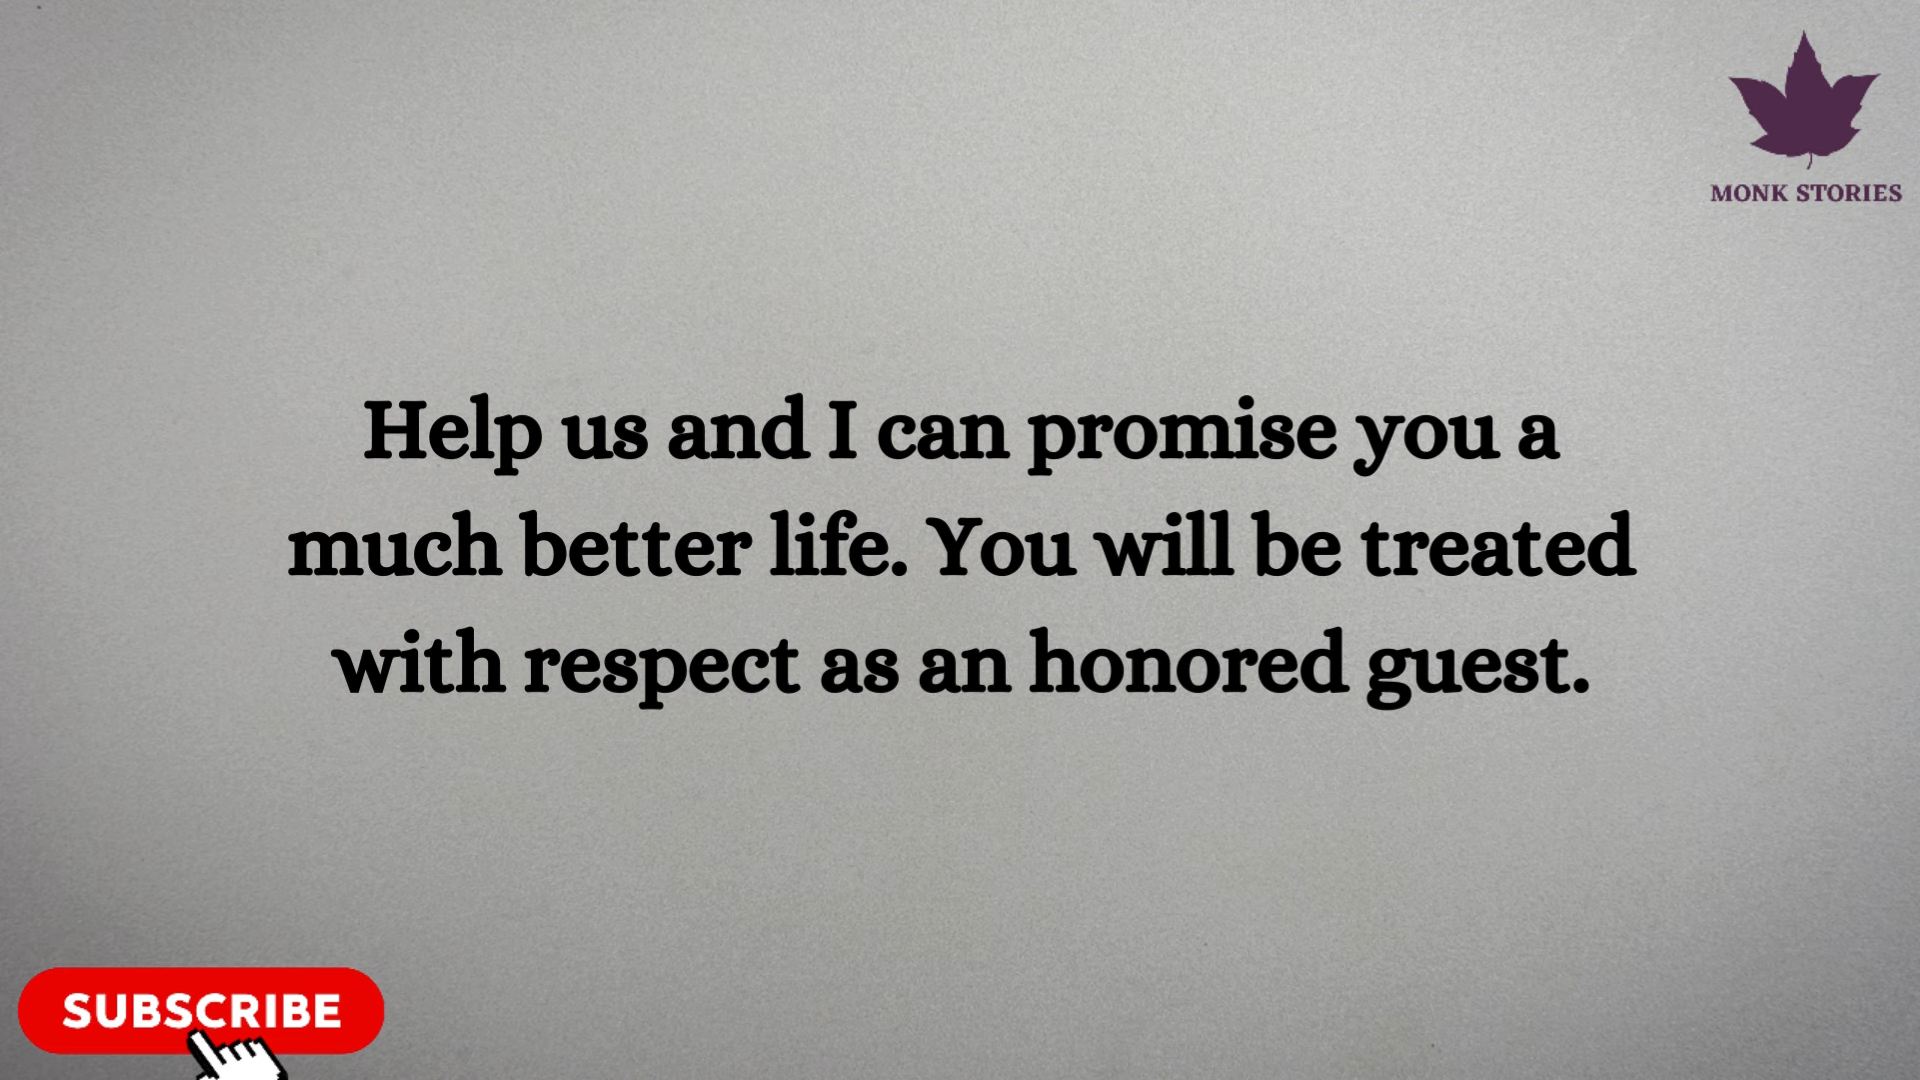 MONK STORIES
Help us and I can promise you a
much better life. You will be treated
with respect as an honored guest.
SUBSCRIBE